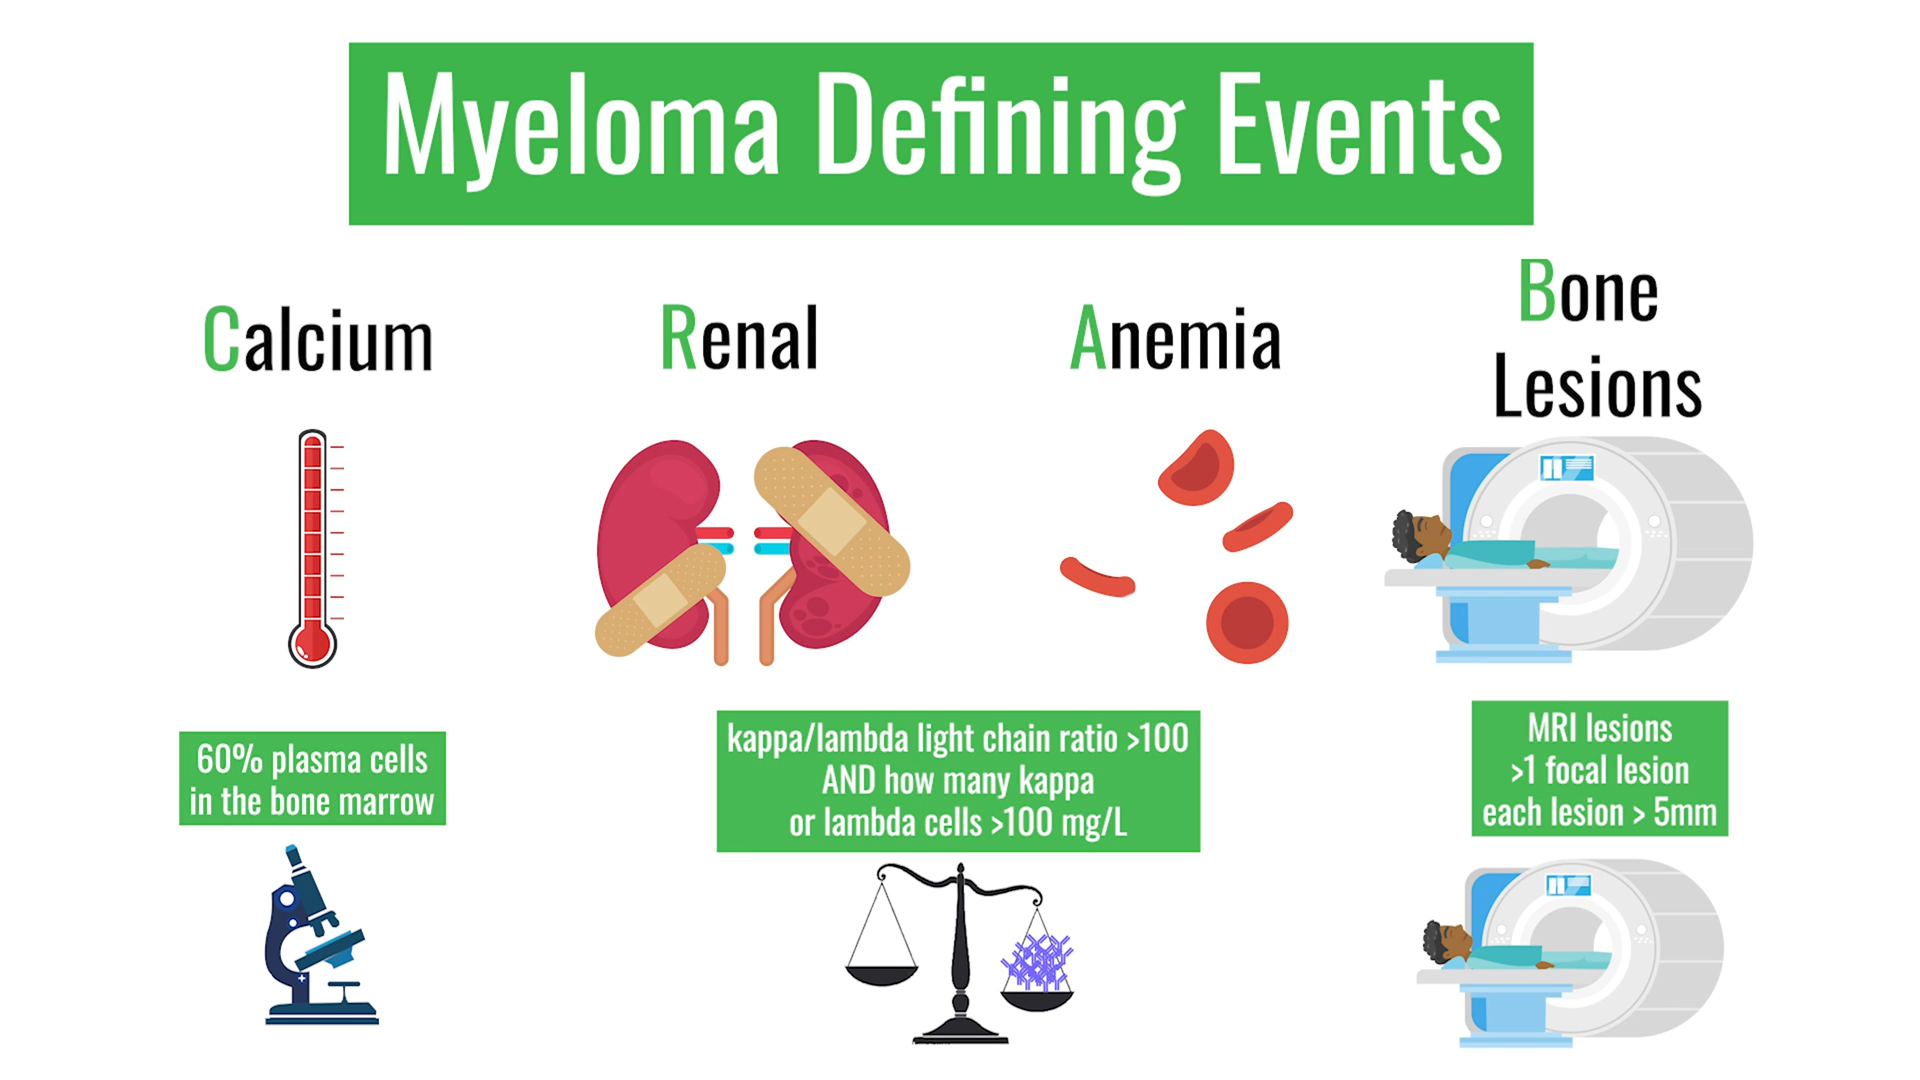 Myeloma Defining Events
Calcium
Renal
Anemia
Bone
Lesions
60% plasma cells
in the bone marrow
kappa/lambda light chain ratio >100
AND how many kappa
or lambda cells >100 mg/L
MRI lesions
>1 focal lesion
each lesion > 5mm